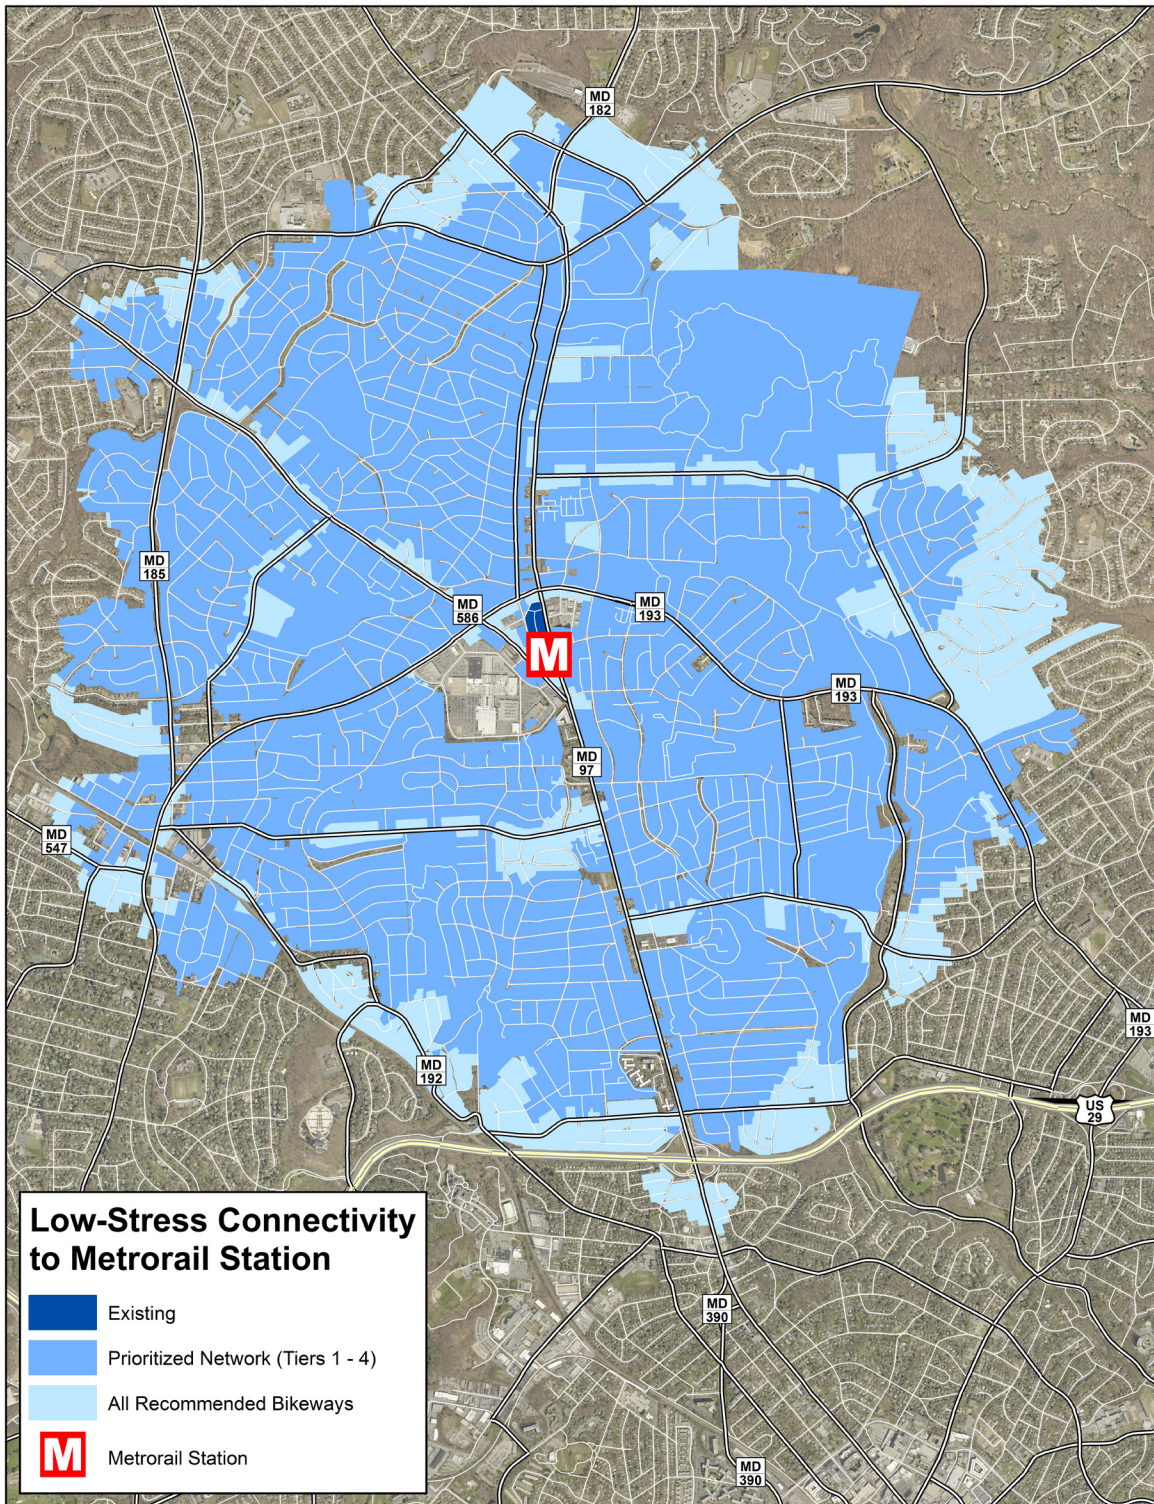 MD
182
MD
185
MD
586
MD
193
M
MD
193
MD
97
MD
547
MD
193
MD
192
US
29
MD
390
MD
390
Low-Stress Connectivity
to Metrorail Station
Existing
Prioritized Network (Tiers 1 - 4)
All Recommended Bikeways
M
Metrorail Station